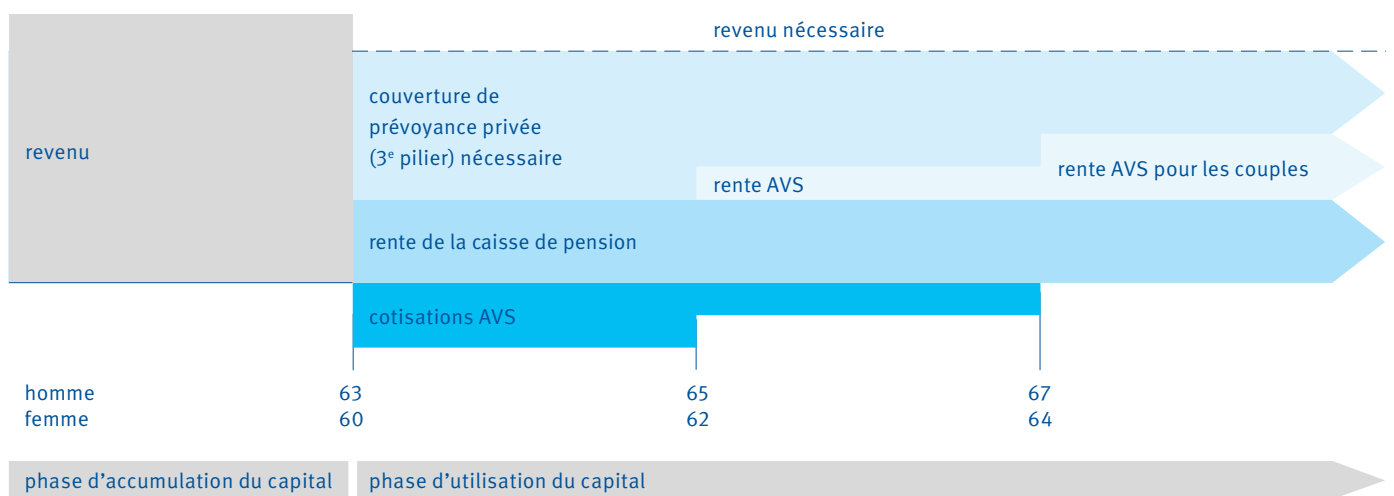 revenu nécessaire
revenu
couverture de
prévoyance privée
(3e pilier) nécessaire
rente AVS
rente AVS pour les couples
rente de la caisse de pension
cotisations AVS
homme 63 65 67
femme 60 62 64
phase d'accumulation du capital phase d'utilisation du capital